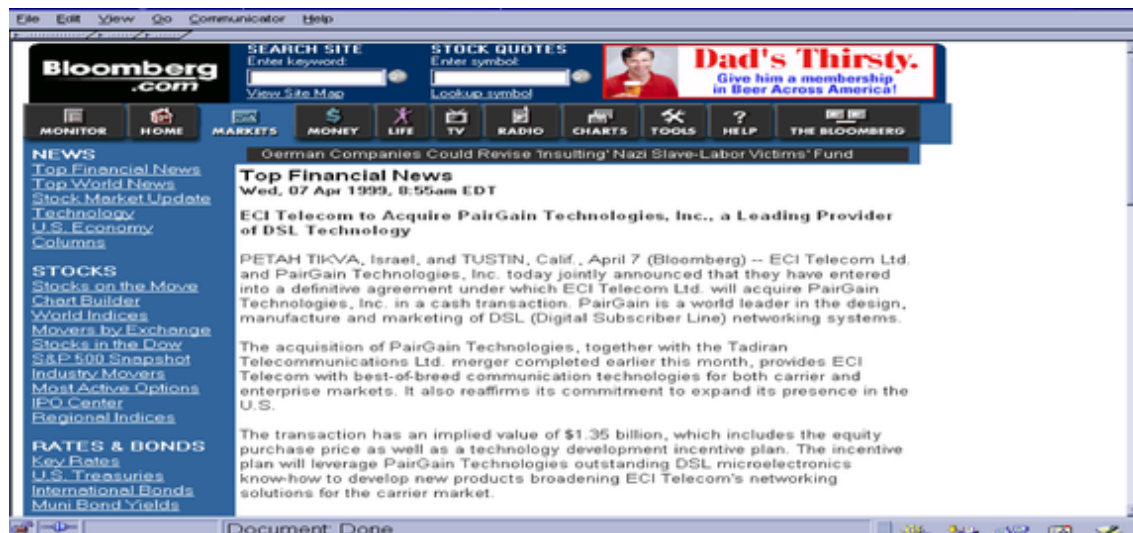 File Edit View Go Communicator Help
Bloomberg
.com
SEARCH SITE
Enter keyword:
View Site Map
STOCK QUOTES
Enter symbol:
Lookup symbol
Dad's Thirsty.
Give him a membership
in Beer Across America!
MONITOR HOME MARKETS MONEY LIFE TV RADIO CHARTS TOOLS HELP THE BLOOMBERG
German Companies Could Revise 'Insulting' Nazi Slave-Labor Victims' Fund
NEWS
Top Financial News
Top World News
Stock Market Update
Technology
U.S. Economy
Columns
STOCKS
Stocks on the Move
Chart Builder
World Indices
Movers by Exchange
Stocks in the Dow
S&P 500 Snapshot
Industry Movers
Most Active Options
IPO Center
Regional Indices
RATES & BONDS
Key Rates
U.S. Treasuries
International Bonds
Muni Bond Yields
Top Financial News
Wed, 07 Apr 1999, 8:55am EDT
ECI Telecom to Acquire PairGain Technologies, Inc., a Leading Provider
of DSL Technology
PETAH TIKVA, Israel, and TUSTIN, Calif., April 7 (Bloomberg) -- ECI Telecom Ltd.
and PairGain Technologies, Inc. today jointly announced that they have entered
into a definitive agreement under which ECI Telecom Ltd. will acquire PairGain
Technologies, Inc. in a cash transaction. PairGain is a world leader in the design,
manufacture and marketing of DSL (Digital Subscriber Line) networking systems.
The acquisition of PairGain Technologies, together with the Tadiran
Telecommunications Ltd. merger completed earlier this month, provides ECI
Telecom with best-of-breed communication technologies for both carrier and
enterprise markets. It also reaffirms its commitment to expand its presence in the
U.S.
The transaction has an implied value of $1.35 billion, which includes the equity
purchase price as well as a technology development incentive plan. The incentive
plan will leverage PairGain Technologies outstanding DSL microelectronics
know-how to develop new products broadening ECI Telecom's networking
solutions for the carrier market.
Document: Done